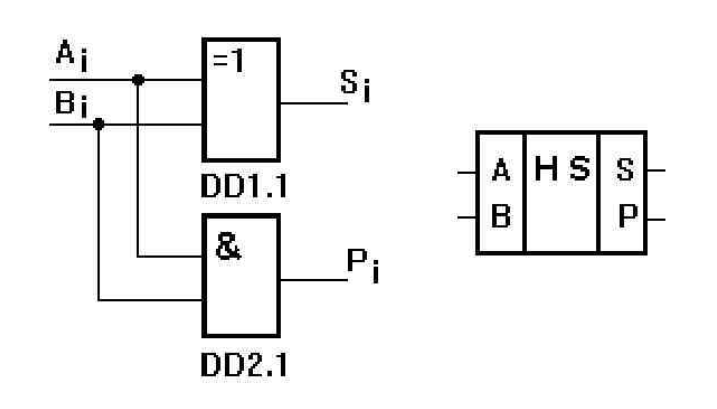 Ai
=1
Si
Bi
DD1.1
&
Pi
DD2.1
A HS S
B P